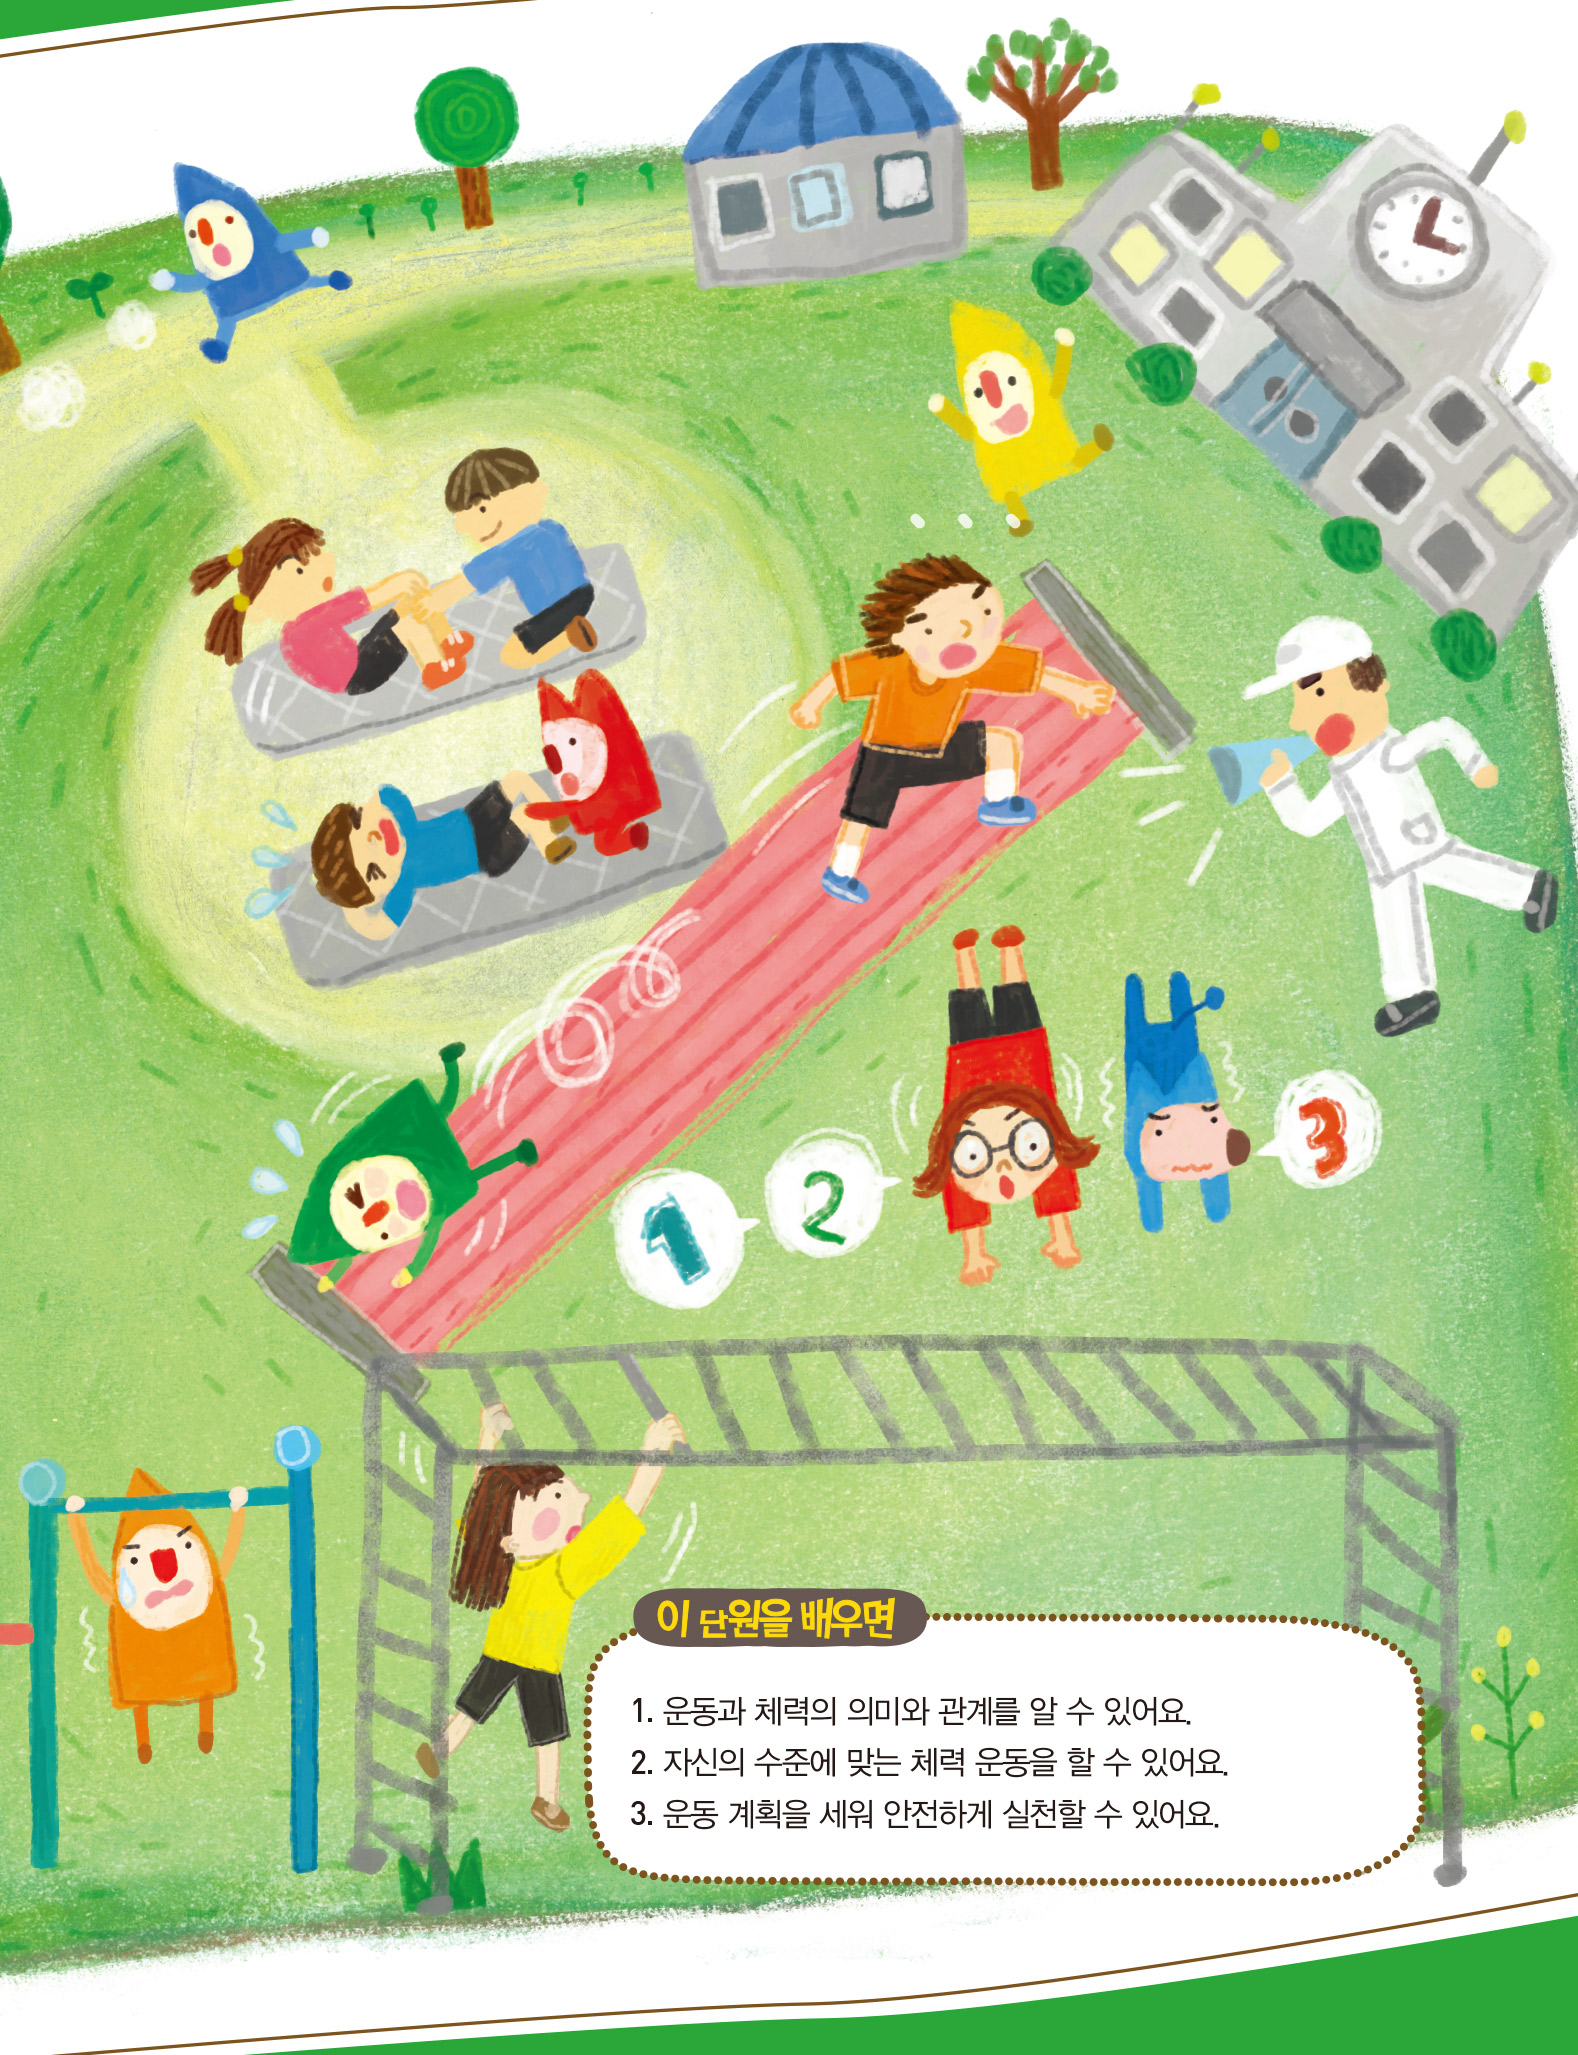 1
2
3
이 단원을 배우면
1. 운동과 체력의 의미와 관계를 알 수 있어요.
2. 자신의 수준에 맞는 체력 운동을 할 수 있어요.
3. 운동 계획을 세워 안전하게 실천할 수 있어요.